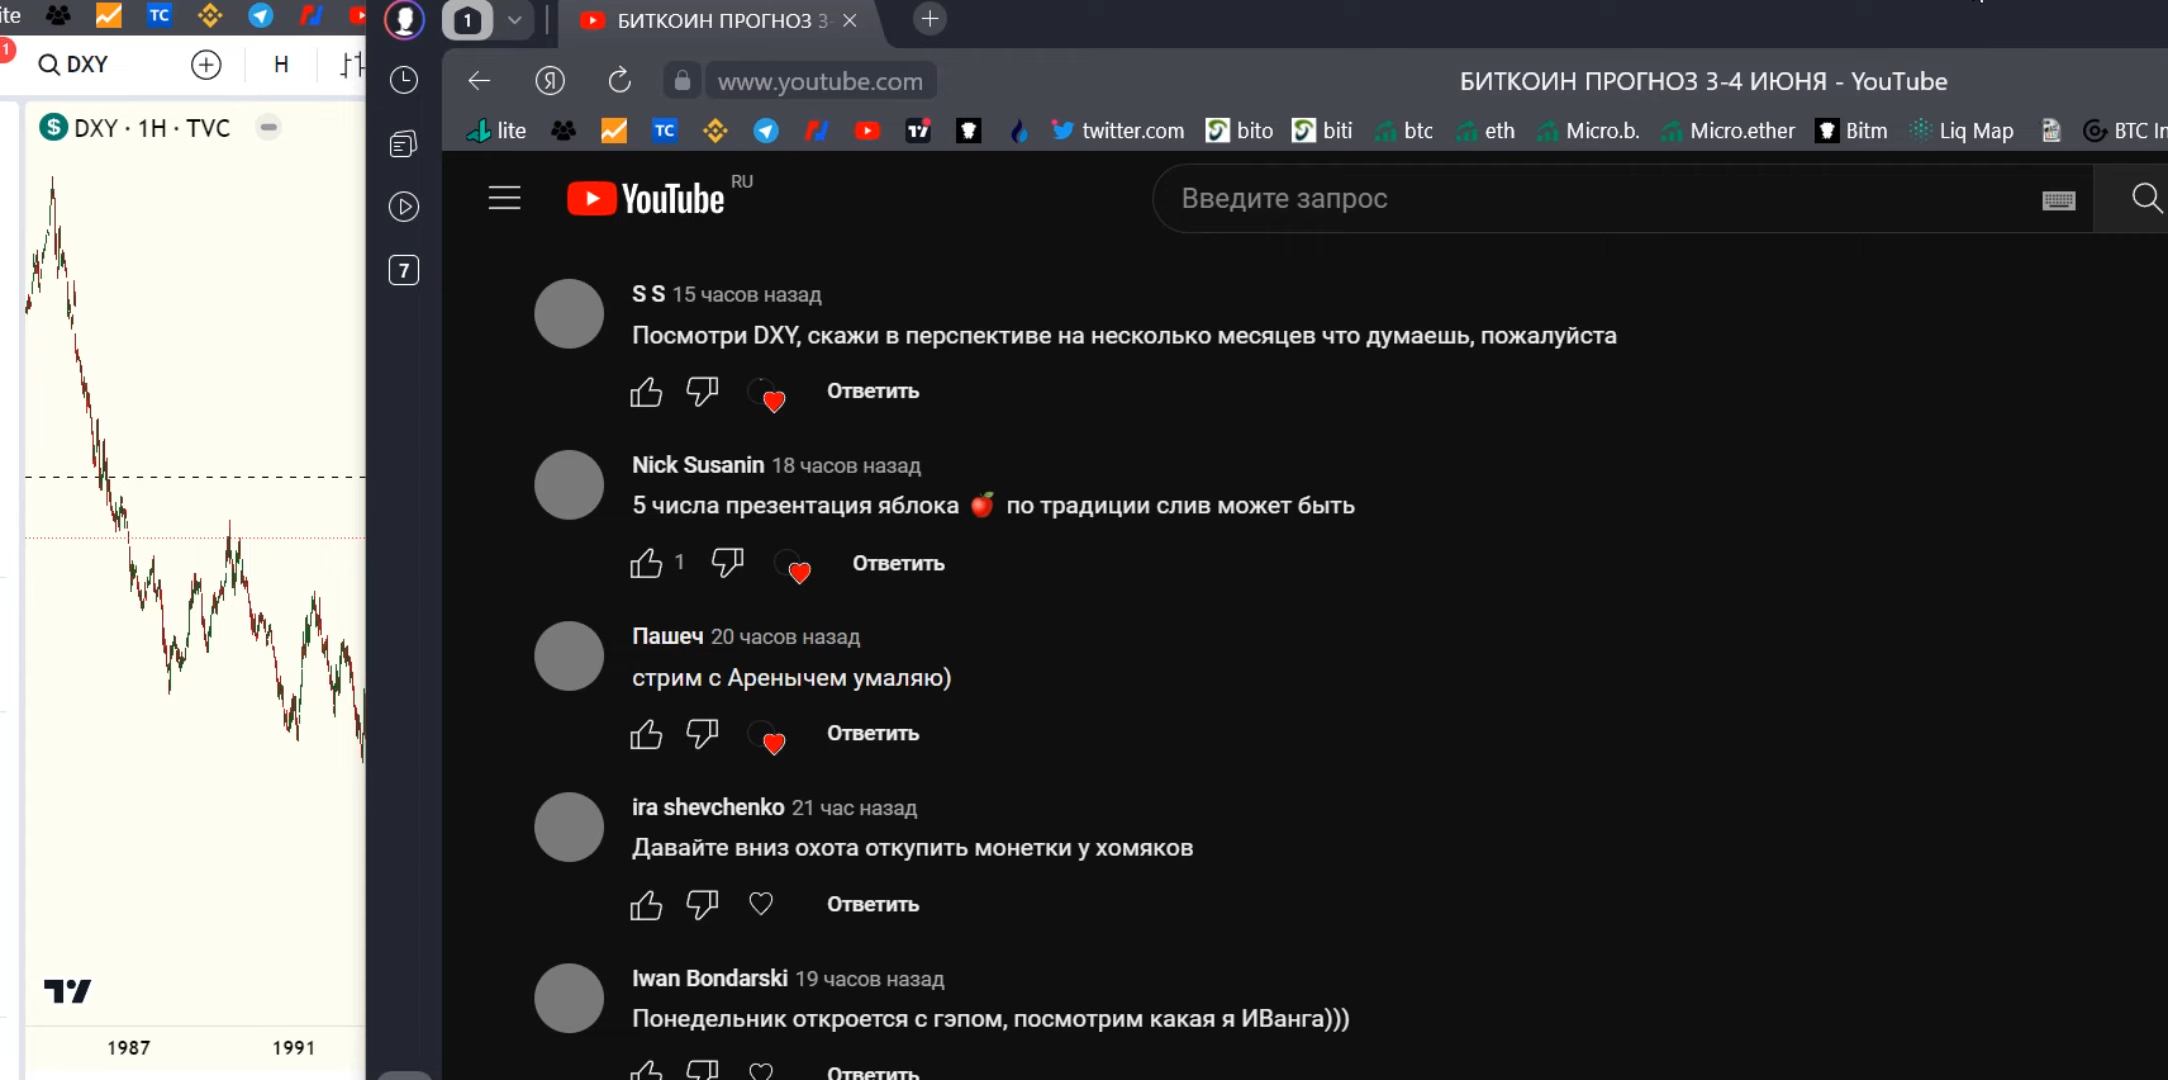 ite
TC
1
БИТКОИН ПРОГНОЗ 3-
1
DXY
H
Я
www.youtube.com
БИТКОИН ПРОГНОЗ 3-4 ИЮНЯ - YouTube
lite
TC
twitter.com
bito
biti
btc
eth
Micro.b.
Micro.ether
Bitm
Liq Map
BTC In
DXY · 1H · TVC
YouTube RU
Введите запрос
7
S S 15 часов назад
Посмотри DXY, скажи в перспективе на несколько месяцев что думаешь, пожалуйста
Ответить
Nick Susanin 18 часов назад
5 числа презентация яблока 🍎 по традиции слив может быть
1
Ответить
Пашеч 20 часов назад
стрим с Аренычем умаляю)
Ответить
ira shevchenko 21 час назад
Давайте вниз охота откупить монетки у хомяков
Ответить
Iwan Bondarski 19 часов назад
Понедельник откроется с гэпом, посмотрим какая я ИВанга)))
Ответить
1987
1991